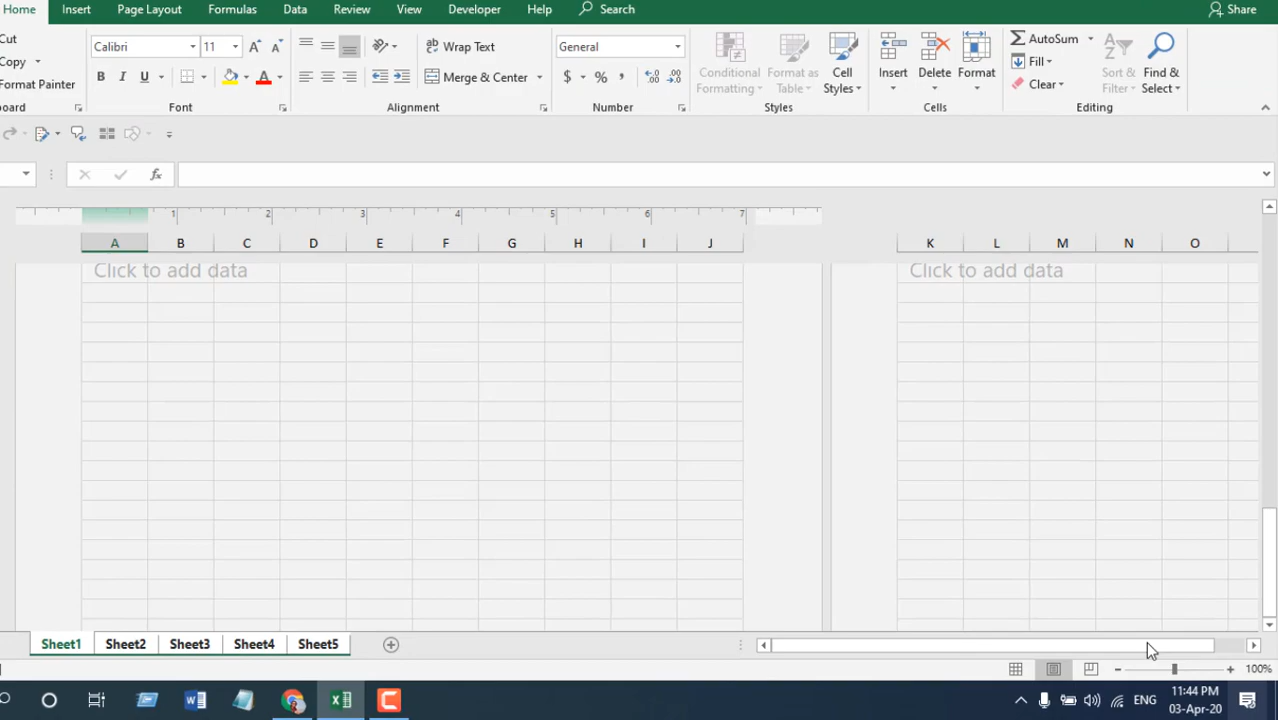 Home Insert Page Layout Formulas Data Review View Developer Help Search Share
Cut
Copy
Format Painter
Calibri 11
B I U A
Wrap Text
Merge & Center
General
$ % ,
Conditional Formatting
Format as Table
Cell Styles
Insert
Delete
Format
AutoSum
Fill
Clear
Sort & Filter
Find & Select
board Font Alignment Number Styles Cells Editing
fx
1 2 3 4 5 6 7
A B C D E F G H I J K L M N O
Click to add data Click to add data
Sheet1 Sheet2 Sheet3 Sheet4 Sheet5
100%
ENG
11:44 PM
03-Apr-20